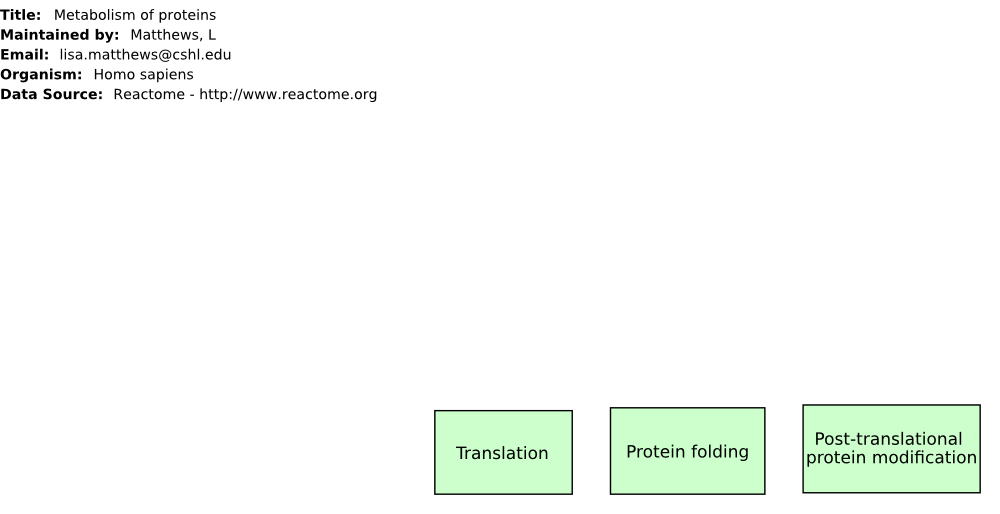 Title: Metabolism of proteins
Maintained by: Matthews, L
Email: lisa.matthews@cshl.edu
Organism: Homo sapiens
Data Source: Reactome - http://www.reactome.org
Translation
Protein folding
Post-translational
protein modification